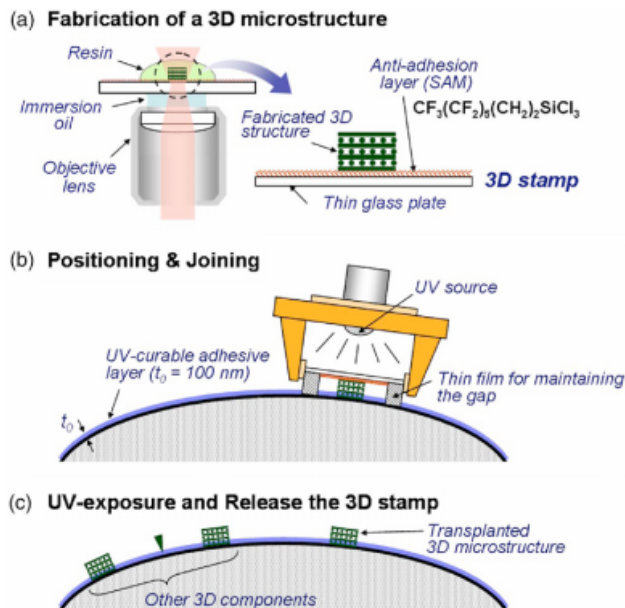 (a) Fabrication of a 3D microstructure
Resin
Immersion
oil
Objective
lens
Anti-adhesion
layer (SAM)
CF3(CF2)5(CH2)2SiCl3
Fabricated 3D
structure
3D stamp
Thin glass plate
(b) Positioning & Joining
UV source
UV-curable adhesive
layer (t0 = 100 nm)
Thin film for maintaining
the gap
t0
(c) UV-exposure and Release the 3D stamp
Transplanted
3D microstructure
Other 3D components